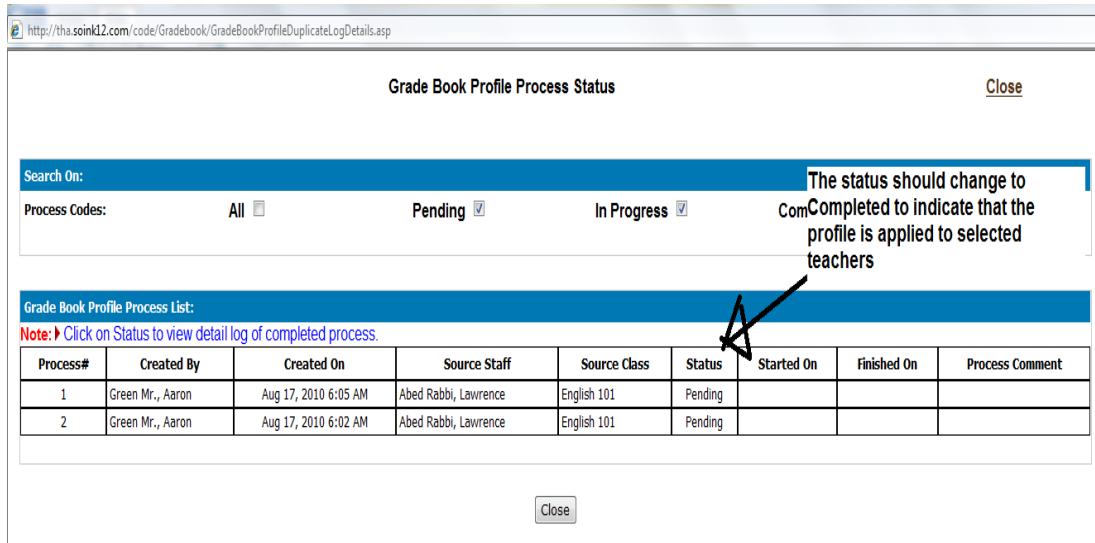 http://tha.soink12.com/code/Gradebook/GradeBookProfileDuplicateLogDetails.asp
Grade Book Profile Process Status Close
Search On:
Process Codes: All Pending In Progress Com
The status should change to
Completed to indicate that the
profile is applied to selected
teachers
Grade Book Profile Process List:
Note: Click on Status to view detail log of completed process.
Process# Created By Created On Source Staff Source Class Status Started On Finished On Process Comment
1 Green Mr., Aaron Aug 17, 2010 6:05 AM Abed Rabbi, Lawrence English 101 Pending
2 Green Mr., Aaron Aug 17, 2010 6:02 AM Abed Rabbi, Lawrence English 101 Pending
Close